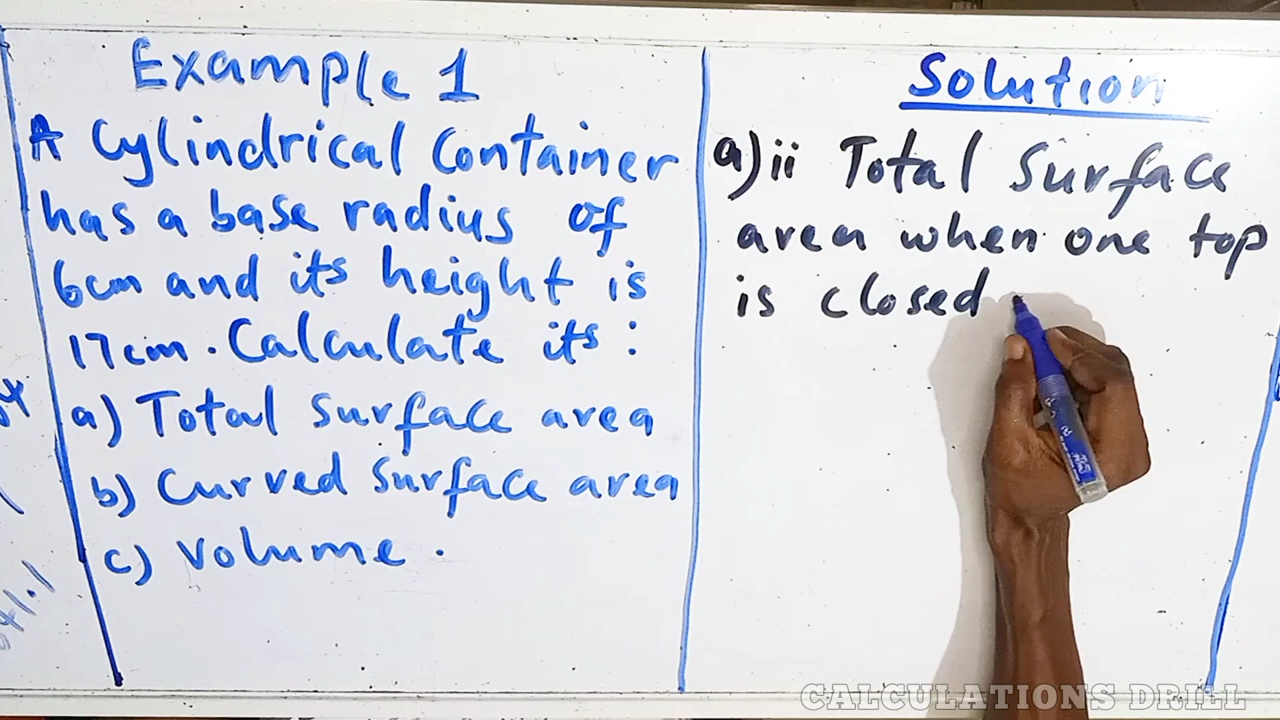 Example 1
A Cylindrical Container
has a base radius of
6cm and its height is
17cm. Calculate its:
a) Total surface area
b) Curved surface area
c) Volume.
Solution
a)ii Total Surface
area when one top
is closed
CALCULATIONS DRILL